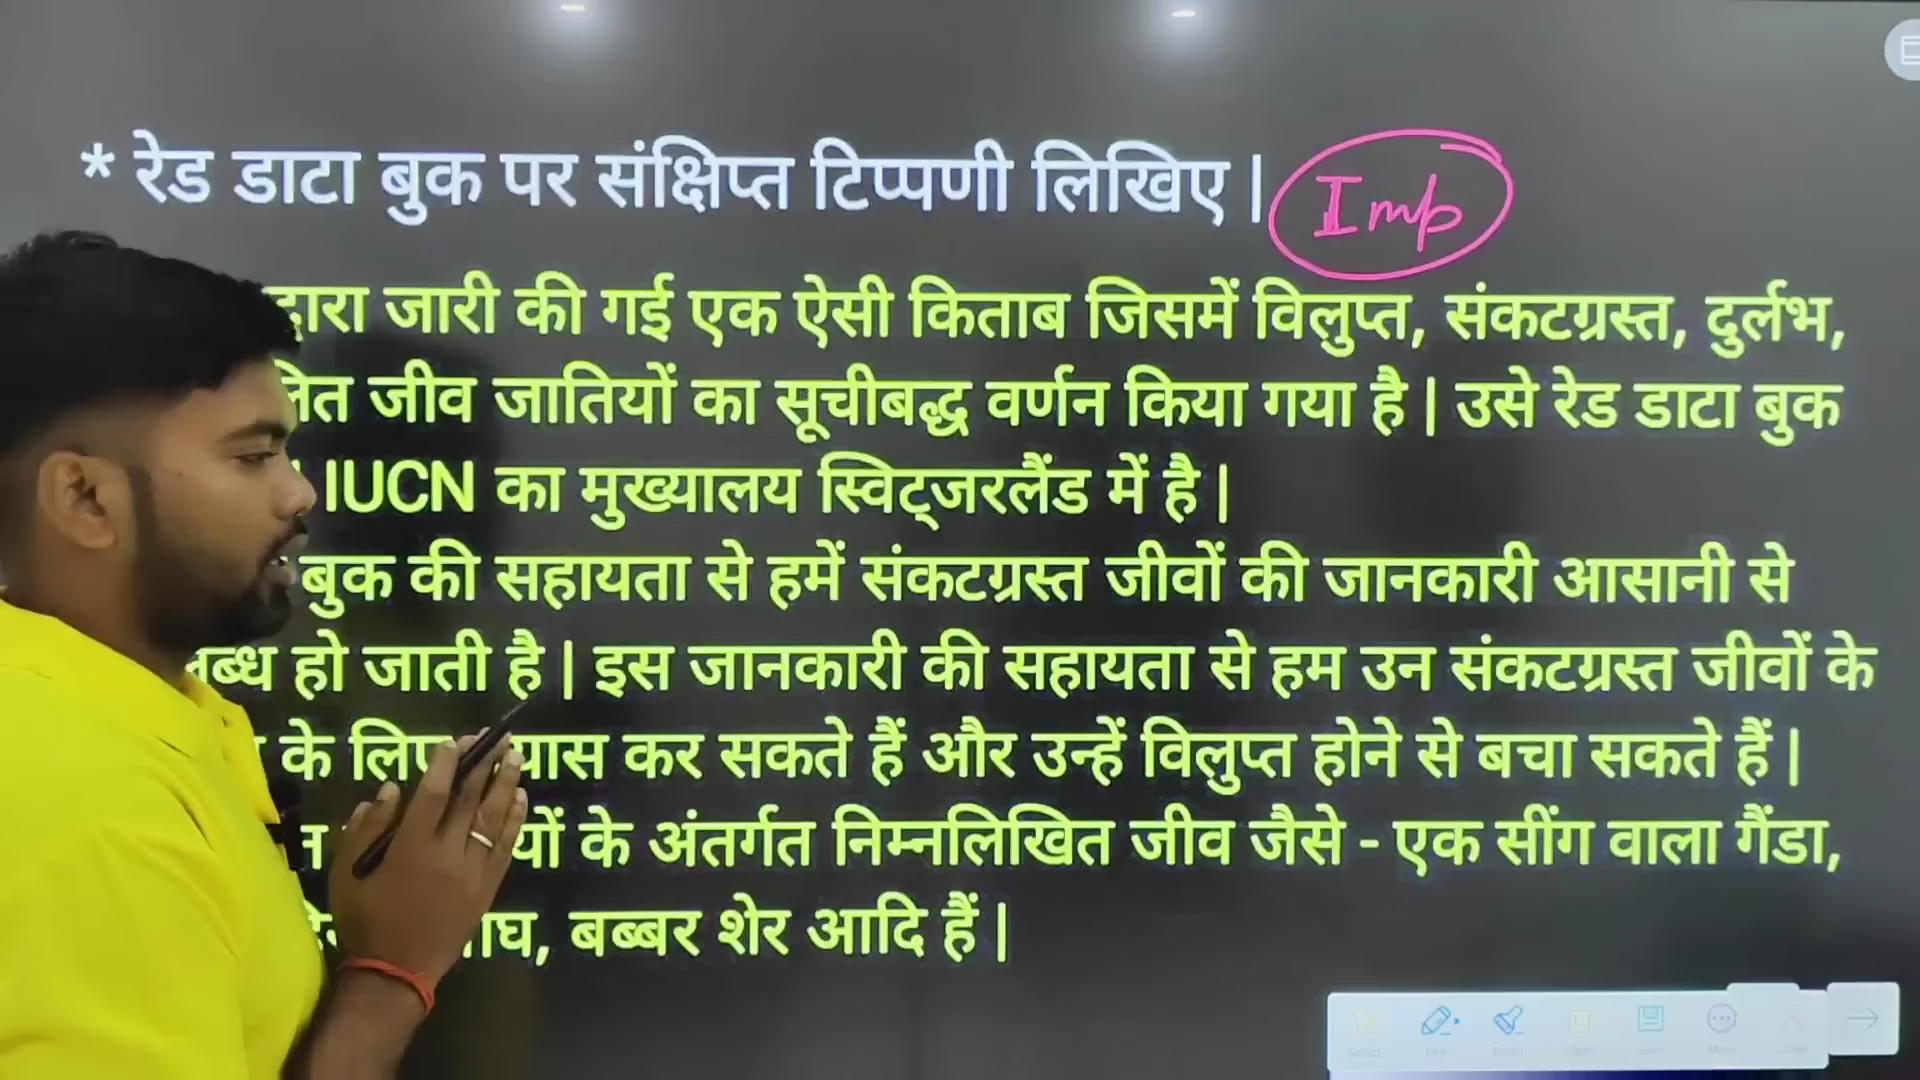 * रेड डाटा बुक पर संक्षिप्त टिप्पणी लिखिए |
Imp
द्वारा जारी की गई एक ऐसी किताब जिसमें विलुप्त, संकटग्रस्त, दुर्लभ,
जीव जातियों का सूचीबद्ध वर्णन किया गया है | उसे रेड डाटा बुक
IUCN का मुख्यालय स्विट्जरलैंड में है |
बुक की सहायता से हमें संकटग्रस्त जीवों की जानकारी आसानी से
हो जाती है | इस जानकारी की सहायता से हम उन संकटग्रस्त जीवों के
के कर सकते हैं और उन्हें विलुप्त होने से बचा सकते हैं |
के अंतर्गत निम्नलिखित जीव जैसे - एक सींग वाला गैंडा,
बब्बर शेर आदि हैं |